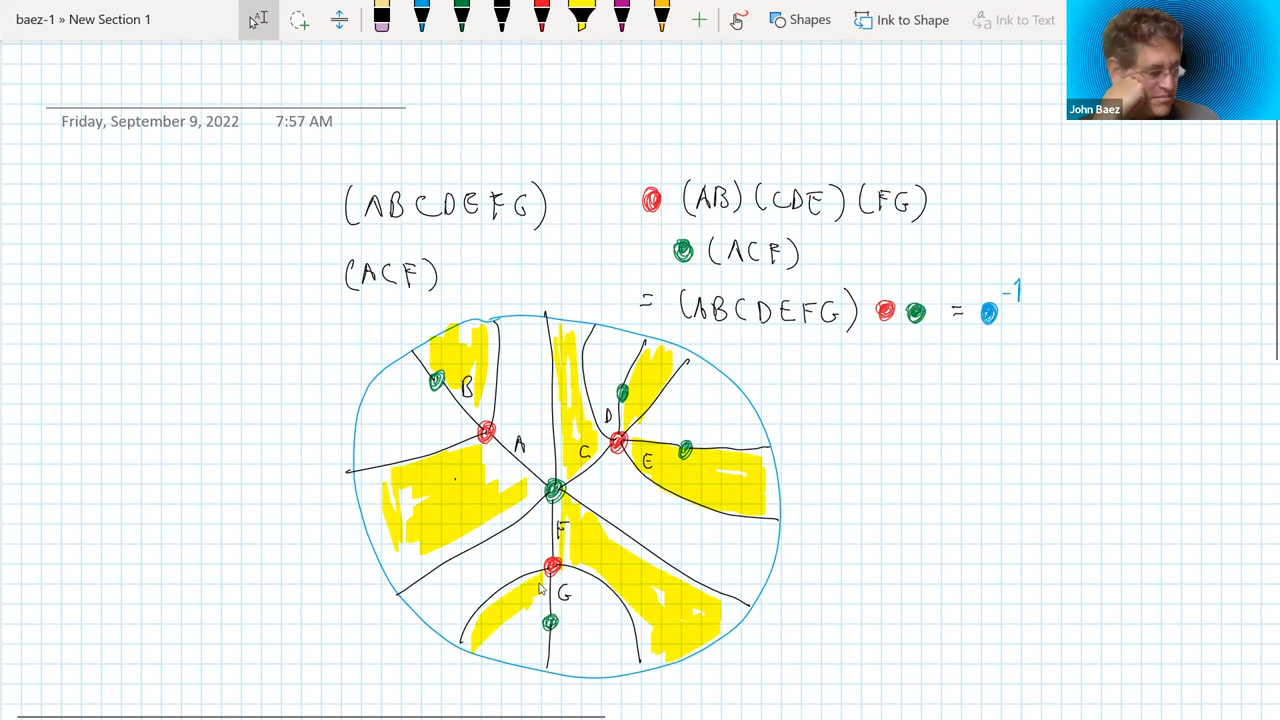 baez-1 » New Section 1
Shapes
Ink to Shape
Ink to Text
John Baez
Friday, September 9, 2022 7:57 AM
(ABCDEFG)
(AB)(CDE)(FG)
(ACF)
(ACF)
= (ABCDEFG) = -1
B
A
C
D
E
F
G